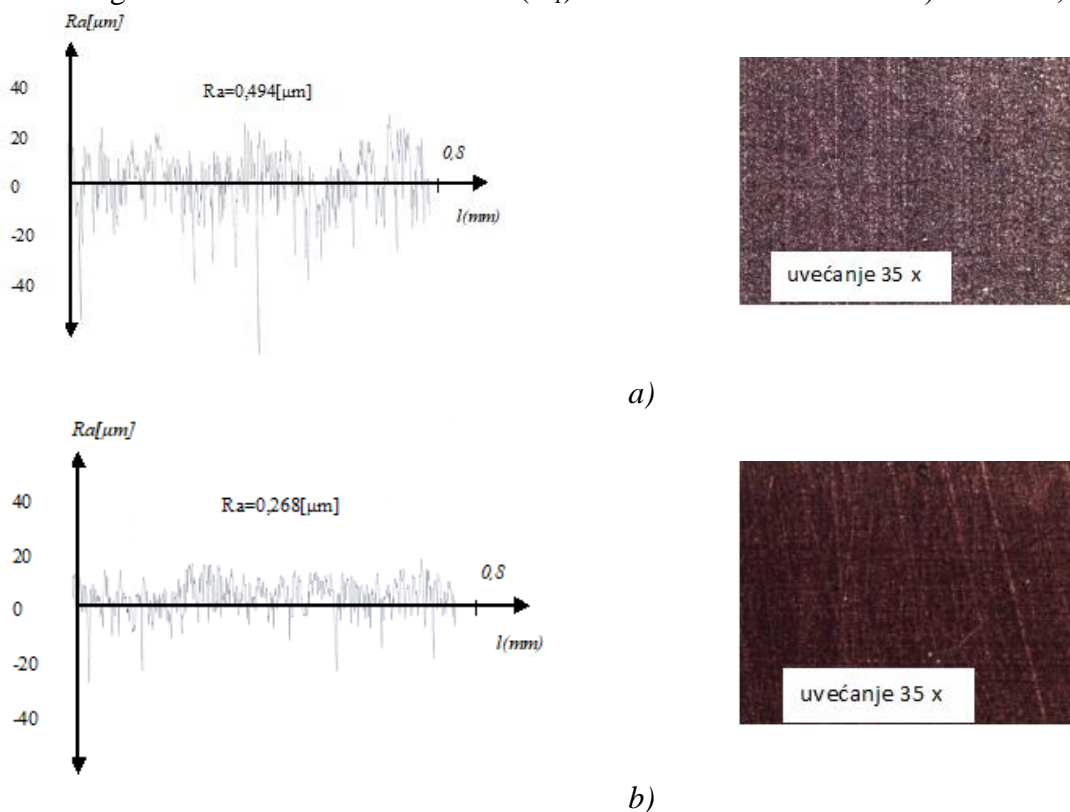 Ra[µm]
40
Ra=0,494[µm]
20
0,8
0
l(mm)
-20
-40
uvećanje 35 x
a)
Ra[µm]
40
Ra=0,268[µm]
20
0,8
0
l(mm)
-20
-40
uvećanje 35 x
b)